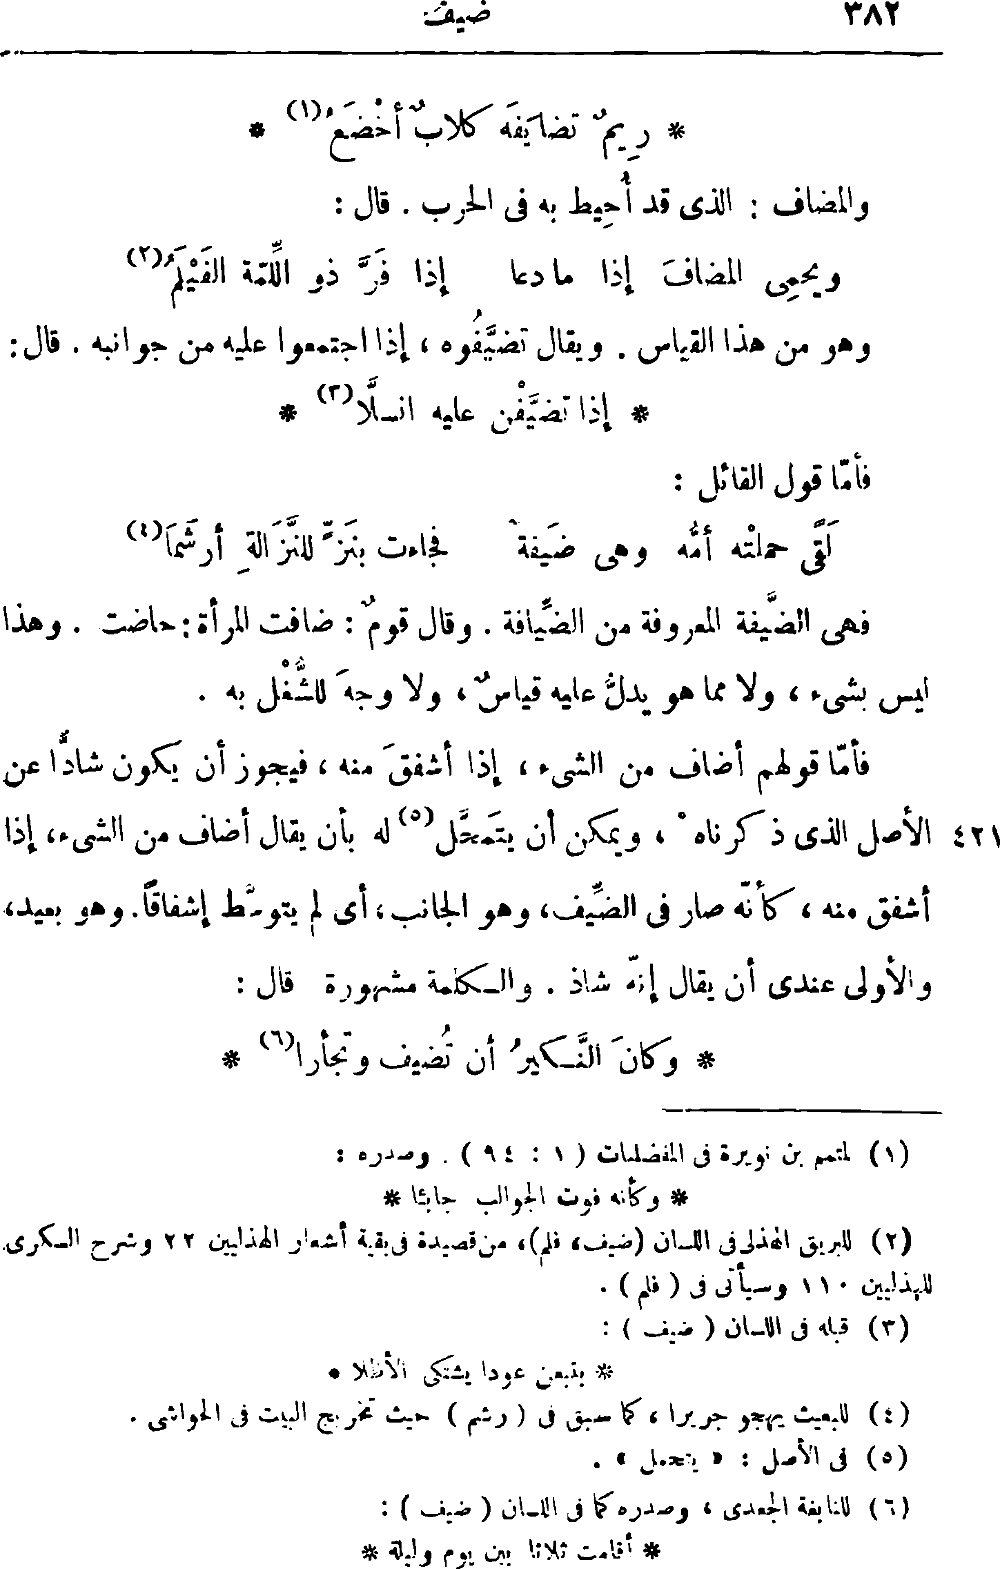 ٣٨٢ ضيف
* رِيمٌ تضايَفَه كلابٌ أخْضَعُ(١) *
والمضاف : الذى قد أُحِيط به فى الحرب . قال :
ويحمِى المضافَ إذا ما دعا إذا فَرَّ ذو اللِّمّة الفَيْلَمُ(٢)
وهو من هذا القياس . ويقال تضيَّفُوه ، إذا اجتمعوا عليه من جوانبه . قال :
* إذا تضيَّفْن عليه انسلَّا(٣) *
فأمّا قول القائل :
لَقًى حملتْه أمُّه وهى ضَيفة فجاءت بنَزٍّ للنَّزَالةِ أرشَمَا(٤)
فهى الضَّيفة المعروفة من الضِّيافة . وقال قومٌ : ضافت المرأة : حاضت . وهذا
ليس بشىء ، ولا مما هو يدلُّ عليه قياسٌ ، ولا وجهَ للشُّغْل به .
فأمّا قولهم أضاف من الشىء ، إذا أشفقَ منه ، فيجوز أن يكون شاذًّا عن
٤٢١ الأصل الذى ذكرناه ، ويمكن أن يتمحَّل(٥) له بأن يقال أضاف من الشىء ، إذا
أشفق منه ، كأنّه صار فى الضِّيف ، وهو الجانب ، أى لم يتوسَّط إشفاقًا . وهو بعيد ،
والأولى عندى أن يقال إنّه شاذ . والكلمة مشهورة قال :
* وكانَ النَّكيرُ أن تُضيف وتجأرا(٦) *
(١) لمتمم بن نويرة فى المفضليات ( ١ : ٩٤ ) . وصدره :
* وكأنه فوت الجوالب جابئا *
(٢) للبريق الهذلى فى اللسان (ضيف ، فلم) ، من قصيدة فى بقية أشعار الهذليين ٢٢ وشرح السكرى
للهذليين ١١٠ وسيأتى فى ( فلم ) .
(٣) قبله فى اللسان ( ضيف ) :
* يتبعن عودا يشتكى الأظلا *
(٤) للبعيث يهجو جريرا ، كما سبق فى ( رشم ) حيث تخريج البيت فى الحواشى .
(٥) فى الأصل : « يتحمل » .
(٦) للنابغة الجعدى ، وصدره كما فى اللسان ( ضيف ) :
* أقامت ثلاثا بين يوم وليلة *